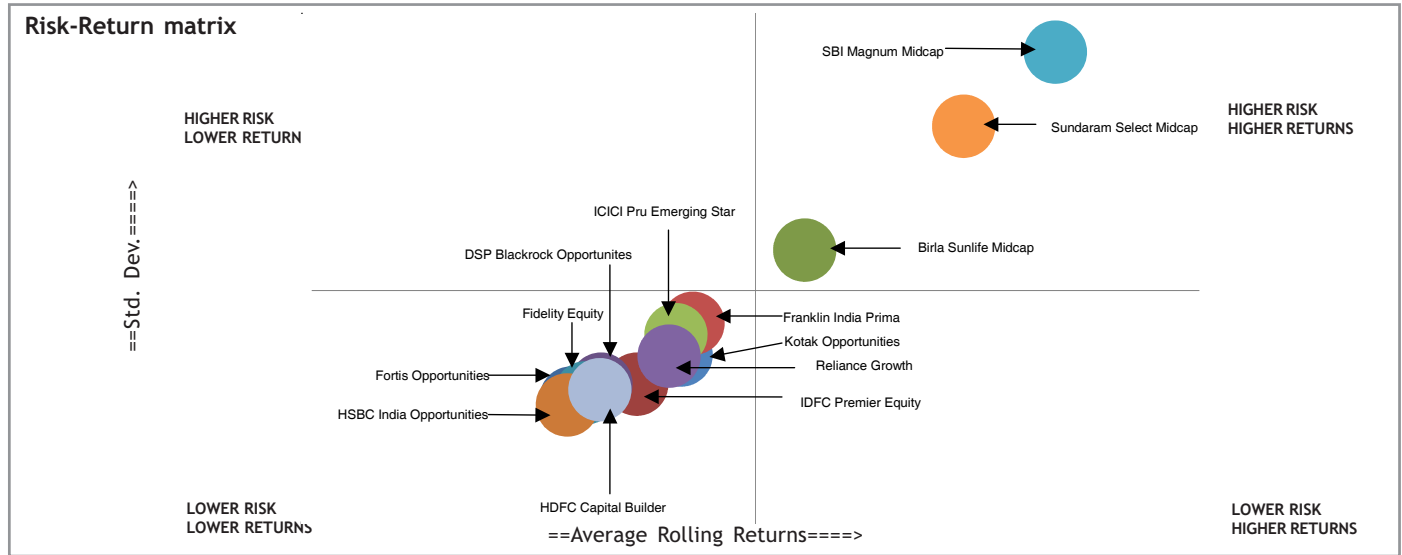 Risk-Return matrix
SBI Magnum Midcap
HIGHER RISK
LOWER RETURN
HIGHER RISK
HIGHER RETURNS
Sundaram Select Midcap
ICICI Pru Emerging Star
DSP Blackrock Opportunites
Birla Sunlife Midcap
==Std. Dev.====>
Fidelity Equity
Franklin India Prima
Kotak Opportunities
Reliance Growth
Fortis Opportunities
IDFC Premier Equity
HSBC India Opportunities
HDFC Capital Builder
LOWER RISK
LOWER RETURNS
LOWER RISK
HIGHER RETURNS
==Average Rolling Returns====>